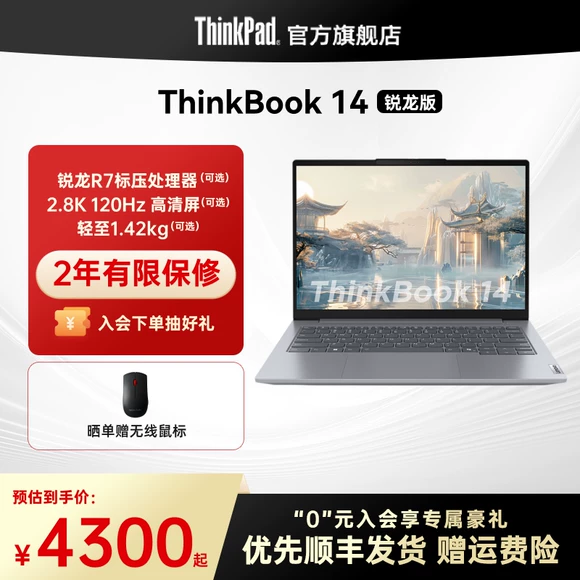 ThinkPad. 官方旗舰店
ThinkBook 14 锐龙版
锐龙R7标压处理器(可选)
2.8K 120Hz 高清屏(可选)
轻至1.42kg(可选)
2年有限保修
¥ 入会下单抽好礼
ThinkBook 14
晒单赠无线鼠标
预估到手价:
¥4300起
“0”元入会享专属豪礼
优先顺丰发货 赠运费险